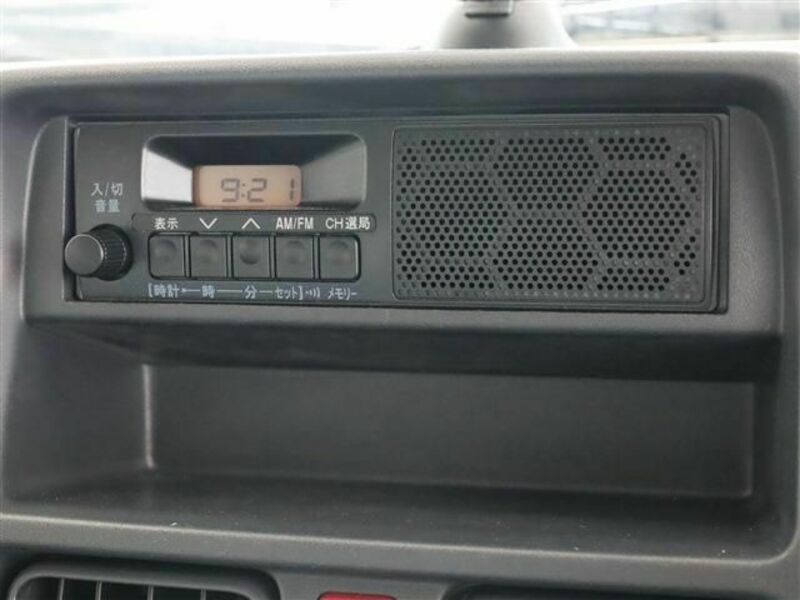 9:21
入/切
音量
表示 ∨ ∧ AM/FM CH選局
[時計 時 分 セット] メモリー